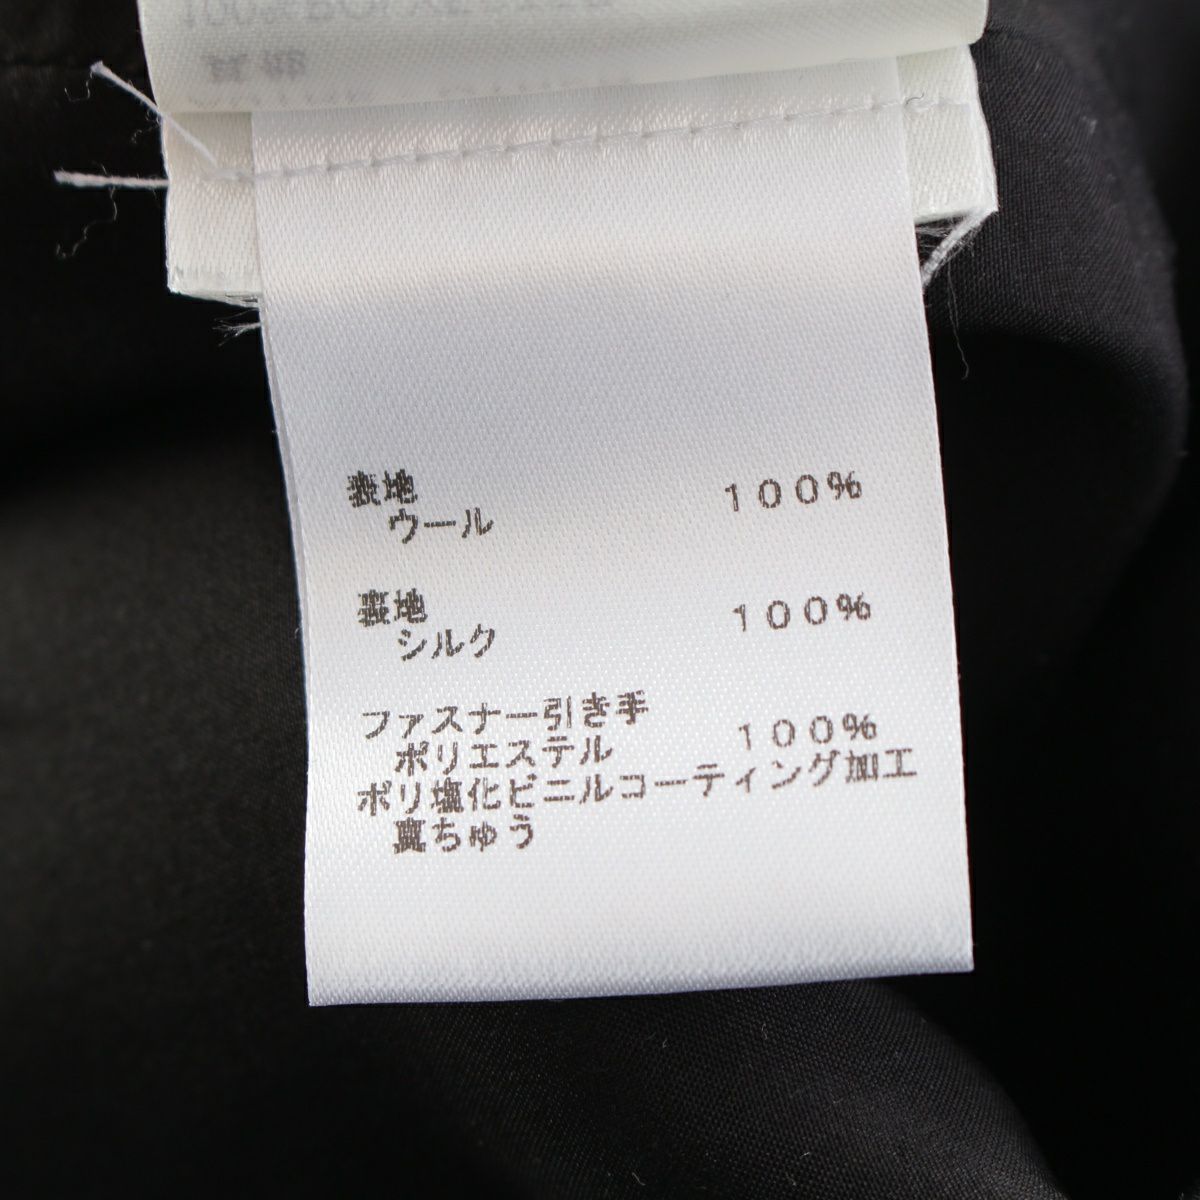 表地
ウール 100%
裏地
シルク 100%
ファスナー引き手
ポリエステル 100%
ポリ塩化ビニルコーティング加工
真ちゅう